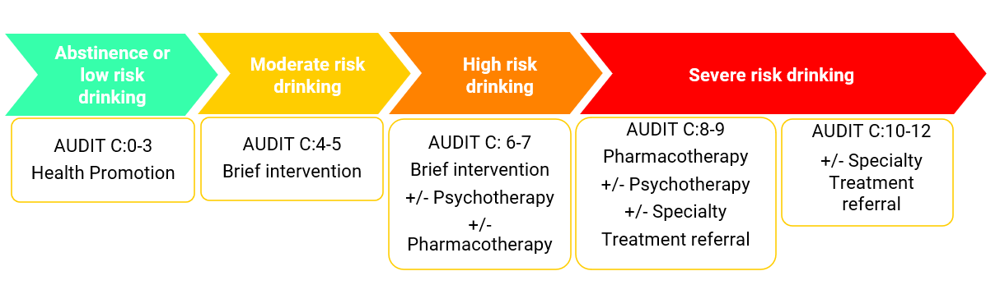 Abstinence or
low risk
drinking
Moderate risk
drinking
High risk
drinking
Severe risk drinking
AUDIT C:0-3
Health Promotion
AUDIT C:4-5
Brief intervention
AUDIT C: 6-7
Brief intervention
+/- Psychotherapy
+/-
Pharmacotherapy
AUDIT C:8-9
Pharmacotherapy
+/- Psychotherapy
+/- Specialty
Treatment referral
AUDIT C:10-12
+/- Specialty
Treatment
referral